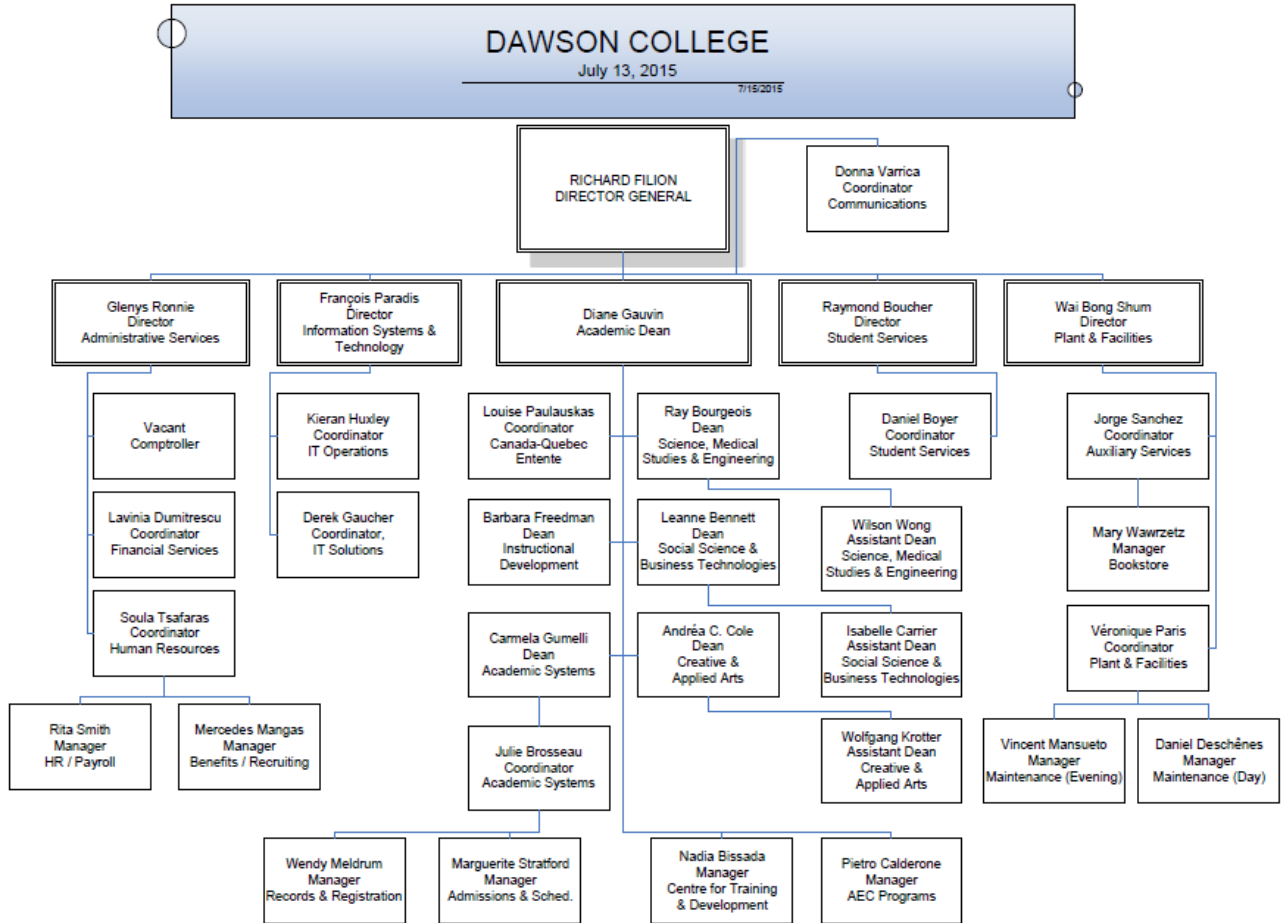 DAWSON COLLEGE
July 13, 2015
7/15/2015
RICHARD FILION
DIRECTOR GENERAL
Donna Varrica
Coordinator
Communications
Glenys Ronnie
Director
Administrative Services
François Paradis
Director
Information Systems &
Technology
Diane Gauvin
Academic Dean
Raymond Boucher
Director
Student Services
Wai Bong Shum
Director
Plant & Facilities
Vacant
Comptroller
Kieran Huxley
Coordinator
IT Operations
Louise Paulauskas
Coordinator
Canada-Quebec
Entente
Ray Bourgeois
Dean
Science, Medical
Studies & Engineering
Daniel Boyer
Coordinator
Student Services
Jorge Sanchez
Coordinator
Auxiliary Services
Lavinia Dumitrescu
Coordinator
Financial Services
Derek Gaucher
Coordinator,
IT Solutions
Barbara Freedman
Dean
Instructional
Development
Leanne Bennett
Dean
Social Science &
Business Technologies
Wilson Wong
Assistant Dean
Science, Medical
Studies & Engineering
Mary Wawrzetz
Manager
Bookstore
Soula Tsafaras
Coordinator
Human Resources
Carmela Gumelli
Dean
Academic Systems
Andréa C. Cole
Dean
Creative &
Applied Arts
Isabelle Carrier
Assistant Dean
Social Science &
Business Technologies
Véronique Paris
Coordinator
Plant & Facilities
Rita Smith
Manager
HR / Payroll
Mercedes Mangas
Manager
Benefits / Recruiting
Julie Brosseau
Coordinator
Academic Systems
Wolfgang Krotter
Assistant Dean
Creative &
Applied Arts
Vincent Mansueto
Manager
Maintenance (Evening)
Daniel Deschênes
Manager
Maintenance (Day)
Wendy Meldrum
Manager
Records & Registration
Marguerite Stratford
Manager
Admissions & Sched.
Nadia Bissada
Manager
Centre for Training
& Development
Pietro Calderone
Manager
AEC Programs